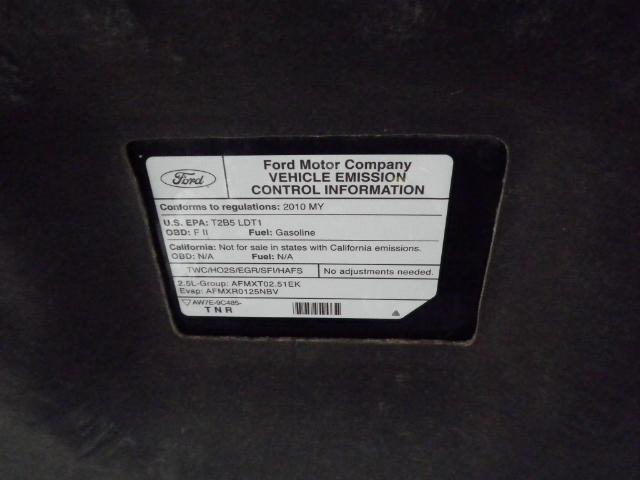 Ford
Ford Motor Company
VEHICLE EMISSION
CONTROL INFORMATION
Conforms to regulations: 2010 MY
U.S. EPA: T2B5 LDT1
OBD: F II Fuel: Gasoline
California: Not for sale in states with California emissions.
OBD: N/A Fuel: N/A
TWC/HO2S/EGR/SFI/HAFS No adjustments needed.
2.5L-Group: AFMXT02.51EK
Evap: AFMXR0125NBV
AW7E-9C485-
TNR